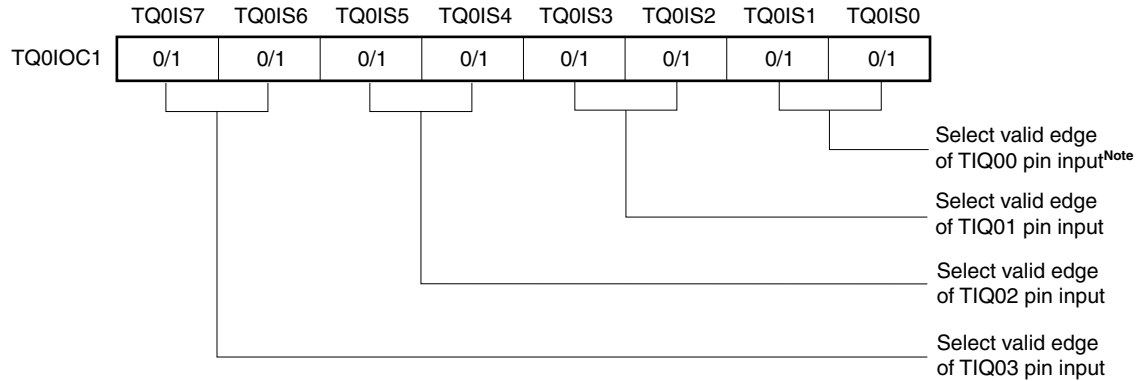 TQ0IS7 TQ0IS6 TQ0IS5 TQ0IS4 TQ0IS3 TQ0IS2 TQ0IS1 TQ0IS0
TQ0IOC1 0/1 0/1 0/1 0/1 0/1 0/1 0/1 0/1
Select valid edge
of TIQ00 pin inputNote
Select valid edge
of TIQ01 pin input
Select valid edge
of TIQ02 pin input
Select valid edge
of TIQ03 pin input